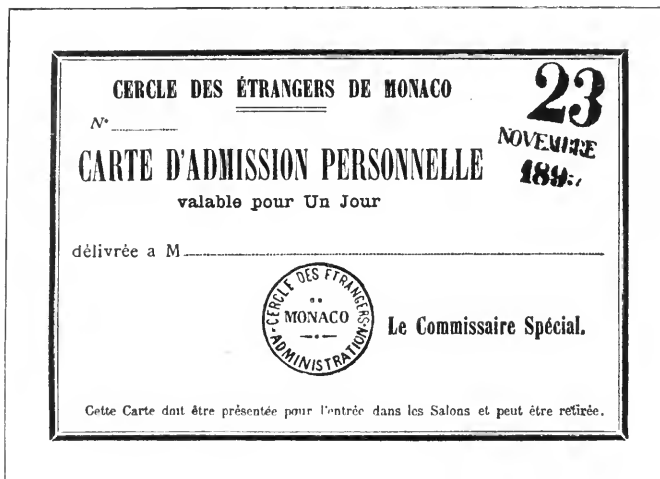 CERCLE DES ÉTRANGERS DE MONACO
23
NOVEMBRE
N°
CARTE D'ADMISSION PERSONNELLE
valable pour Un Jour
délivrée a M
CERCLE DES ETRANGERS
MONACO
ADMINISTRATION
Le Commissaire Spécial.
Cette Carte doit être présentée pour l'entrée dans les Salons et peut être retirée.